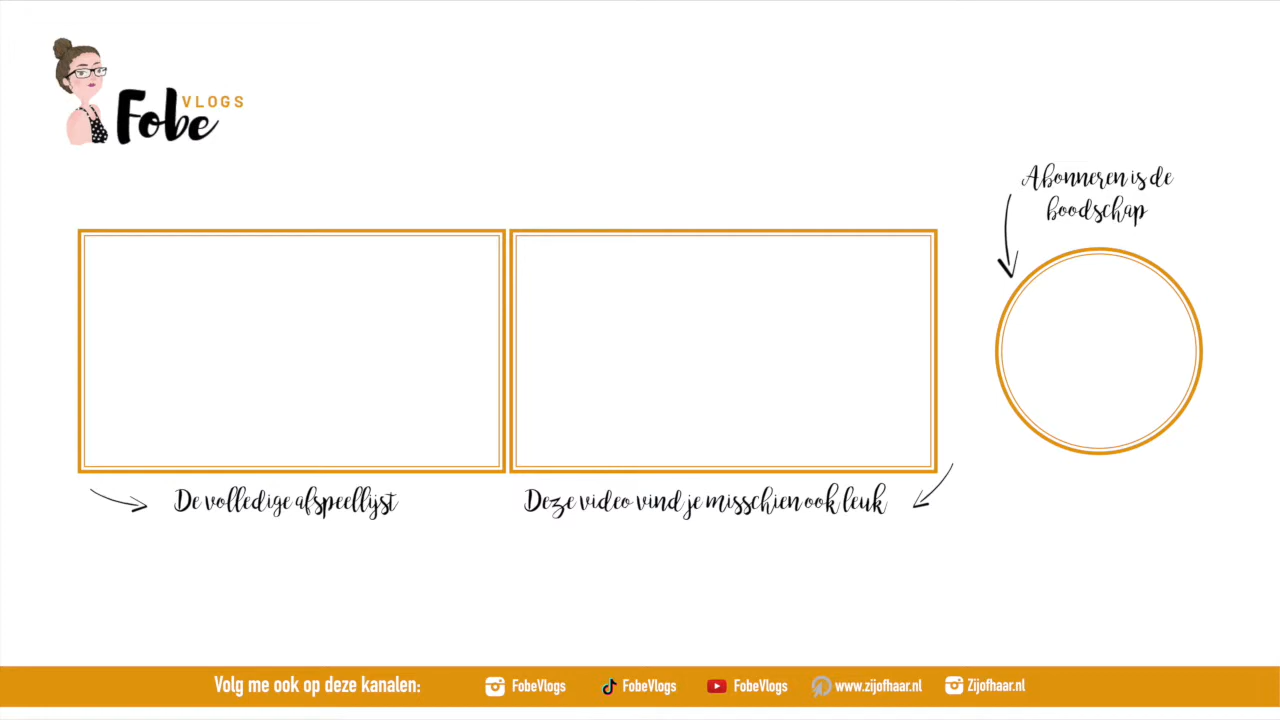 VLOGS
Fobe
Abonneren is de
boodschap
De volledige afspeellijst
Deze video vind je misschien ook leuk
Volg me ook op deze kanalen: FobeVlogs FobeVlogs FobeVlogs www.zijofhaar.nl Zijofhaar.nl